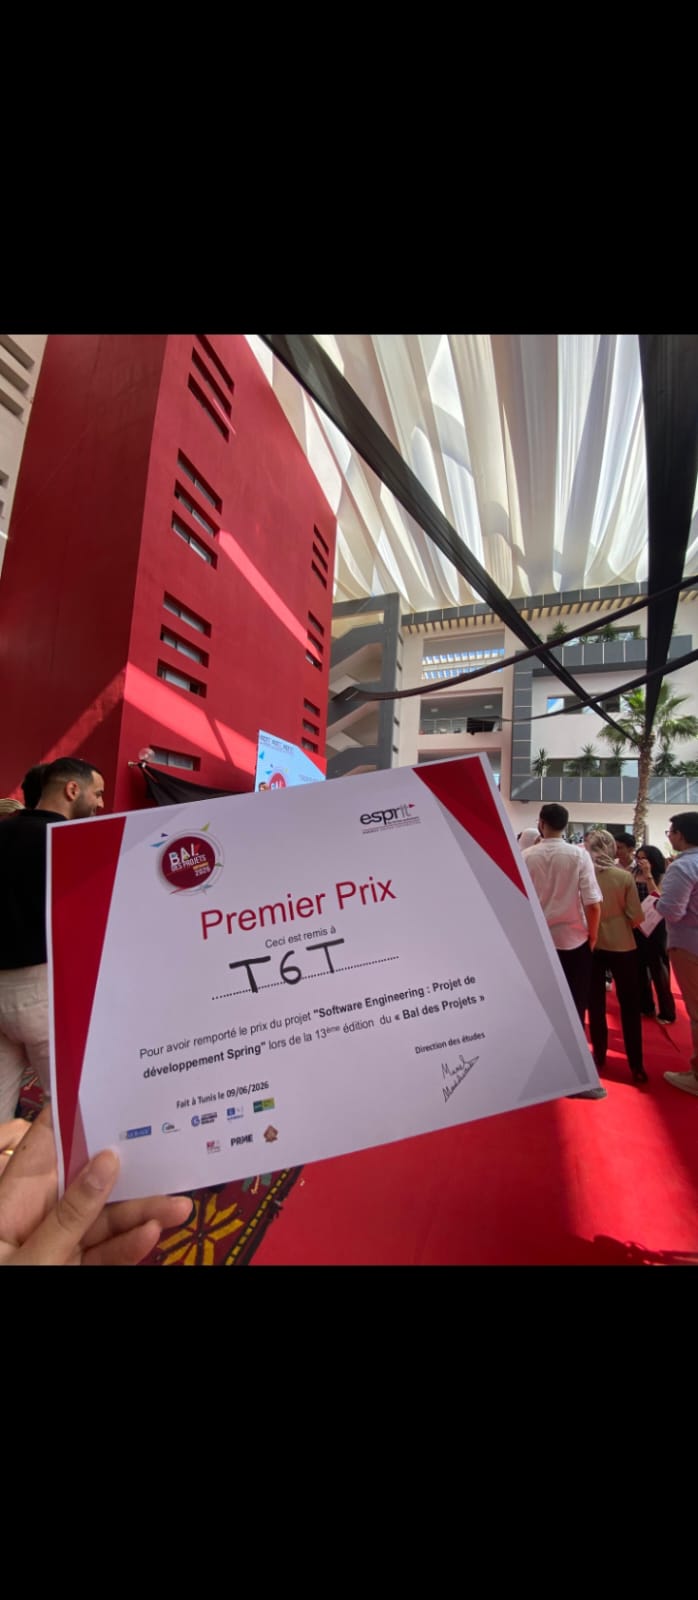 BAL
DES PROJETS
2026
esprit
Premier Prix
Ceci est remis à
T6T
Pour avoir remporté le prix du projet "Software Engineering : Projet de
développement Spring" lors de la 13ème édition du « Bal des Projets »
Direction des études
Fait à Tunis le 09/06/2026
PRME